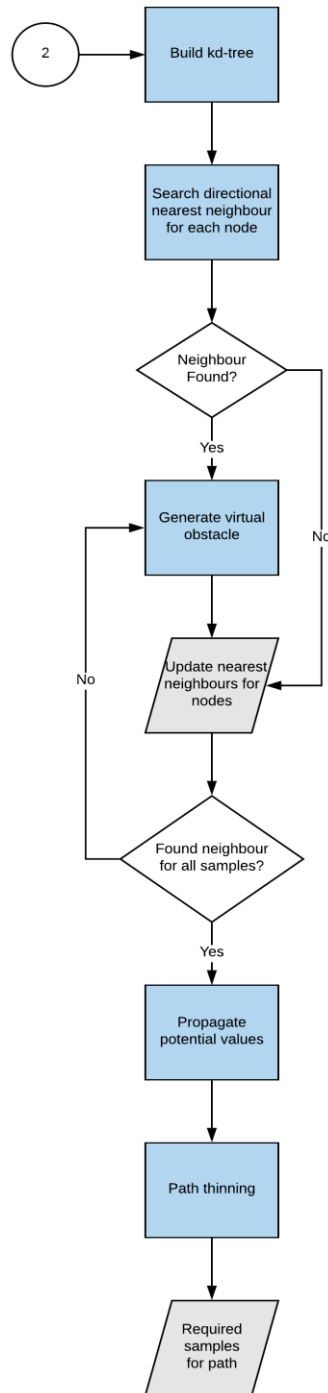 2
Build kd-tree
Search directional
nearest neighbour
for each node
Neighbour
Found?
Yes
Generate virtual
obstacle
No
Update nearest
neighbours for
nodes
No
Found neighbour
for all samples?
Yes
Propagate
potential values
Path thinning
Required
samples
for path